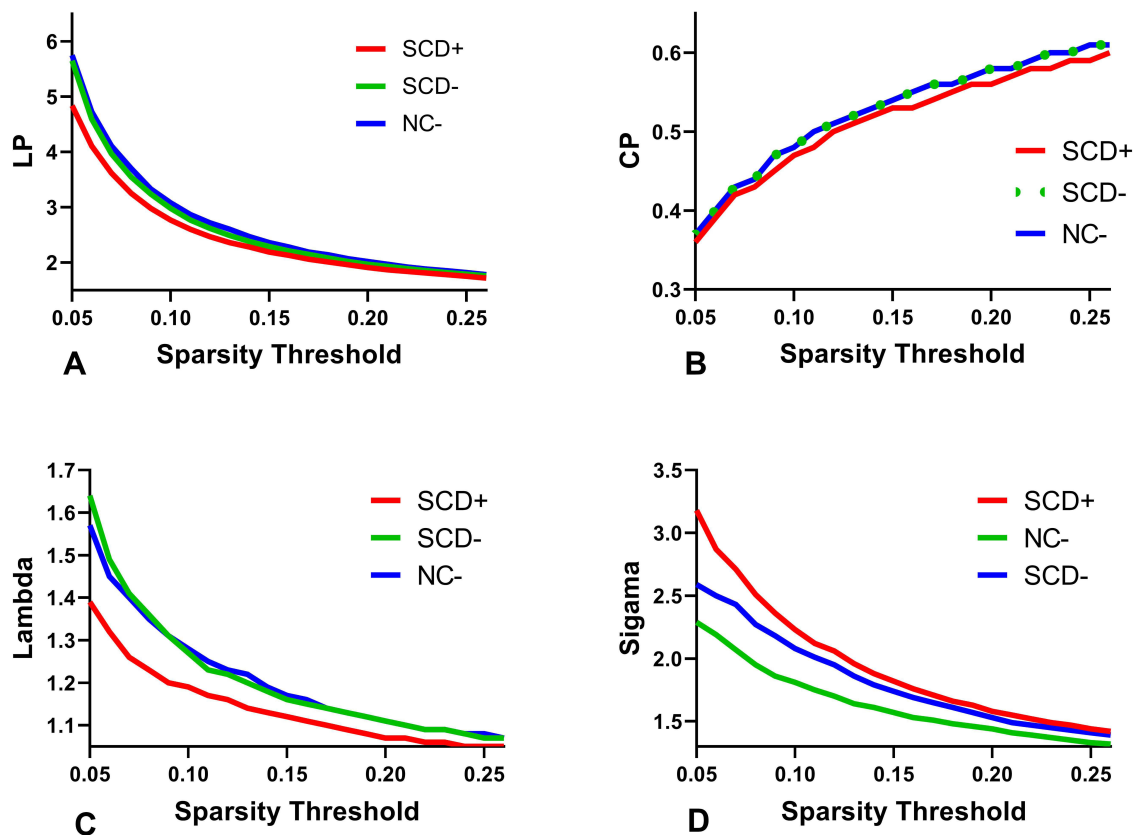 LP
6
5
4
3
2
SCD+
SCD-
NC-
0.05 0.10 0.15 0.20 0.25
Sparsity Threshold
A
CP
0.6
0.5
0.4
0.3
SCD+
SCD-
NC-
0.05 0.10 0.15 0.20 0.25
Sparsity Threshold
B
Lambda
1.7
1.6
1.5
1.4
1.3
1.2
1.1
SCD+
SCD-
NC-
0.05 0.10 0.15 0.20 0.25
Sparsity Threshold
C
Sigama
3.5
3.0
2.5
2.0
1.5
SCD+
NC-
SCD-
0.05 0.10 0.15 0.20 0.25
Sparsity Threshold
D